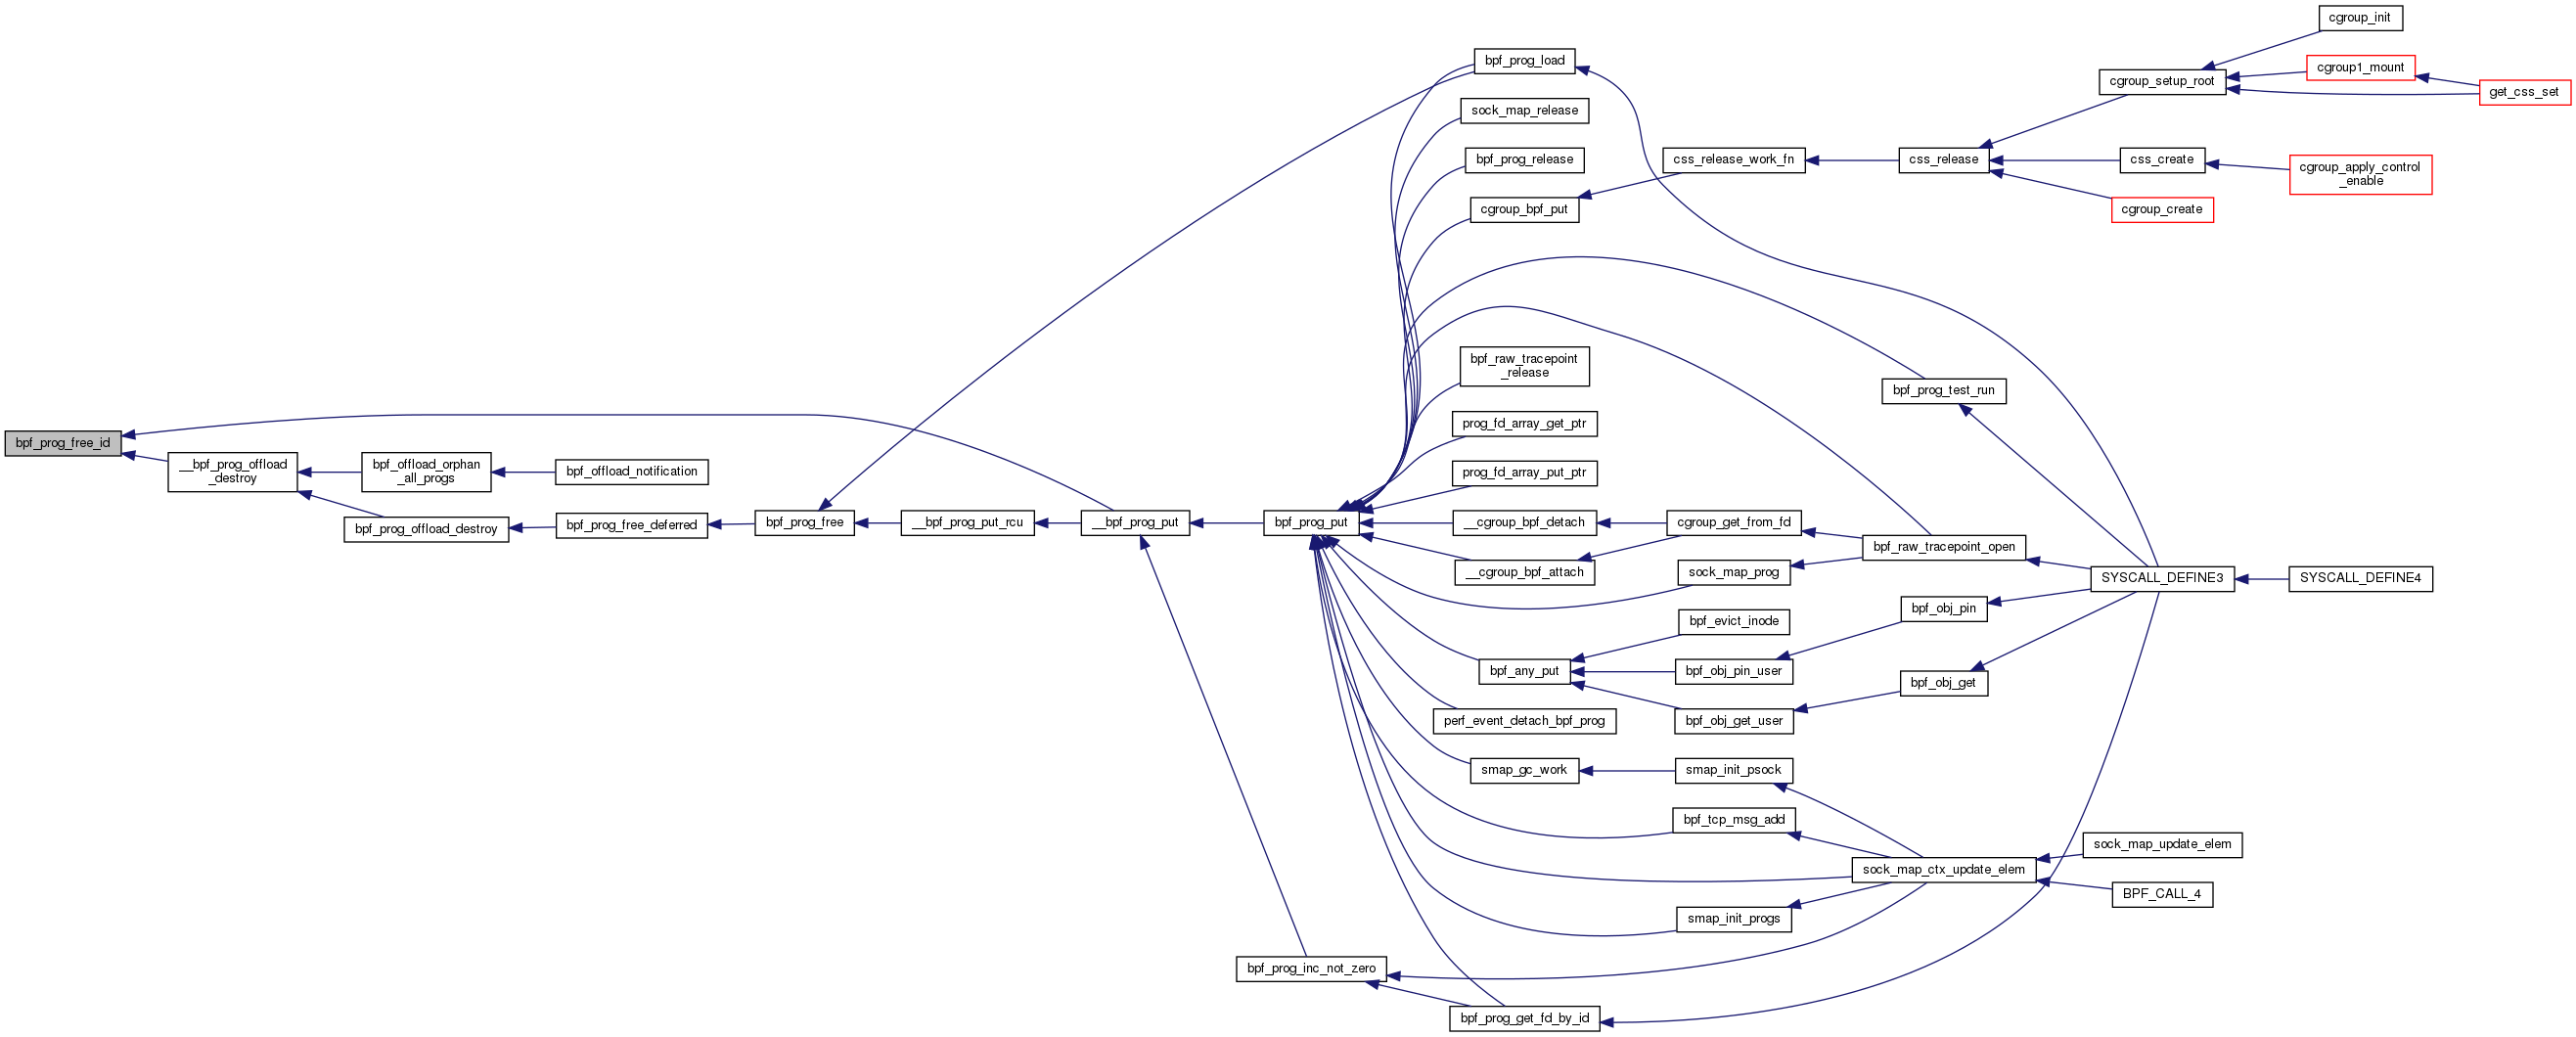 cgroup_init
bpf_prog_load
cgroup1_mount
cgroup_setup_root
get_css_set
sock_map_release
bpf_prog_release
css_release_work_fn
css_release
css_create
cgroup_apply_control
_enable
cgroup_bpf_put
cgroup_create
bpf_raw_tracepoint
_release
bpf_prog_test_run
prog_fd_array_get_ptr
bpf_prog_free_id
__bpf_prog_offload
_destroy
bpf_offload_orphan
_all_progs
bpf_offload_notification
prog_fd_array_put_ptr
bpf_prog_offload_destroy
bpf_prog_free_deferred
bpf_prog_free
__bpf_prog_put_rcu
__bpf_prog_put
bpf_prog_put
__cgroup_bpf_detach
cgroup_get_from_fd
bpf_raw_tracepoint_open
__cgroup_bpf_attach
sock_map_prog
SYSCALL_DEFINE3
SYSCALL_DEFINE4
bpf_evict_inode
bpf_obj_pin
bpf_any_put
bpf_obj_pin_user
bpf_obj_get
perf_event_detach_bpf_prog
bpf_obj_get_user
smap_gc_work
smap_init_psock
bpf_tcp_msg_add
sock_map_update_elem
sock_map_ctx_update_elem
BPF_CALL_4
smap_init_progs
bpf_prog_inc_not_zero
bpf_prog_get_fd_by_id